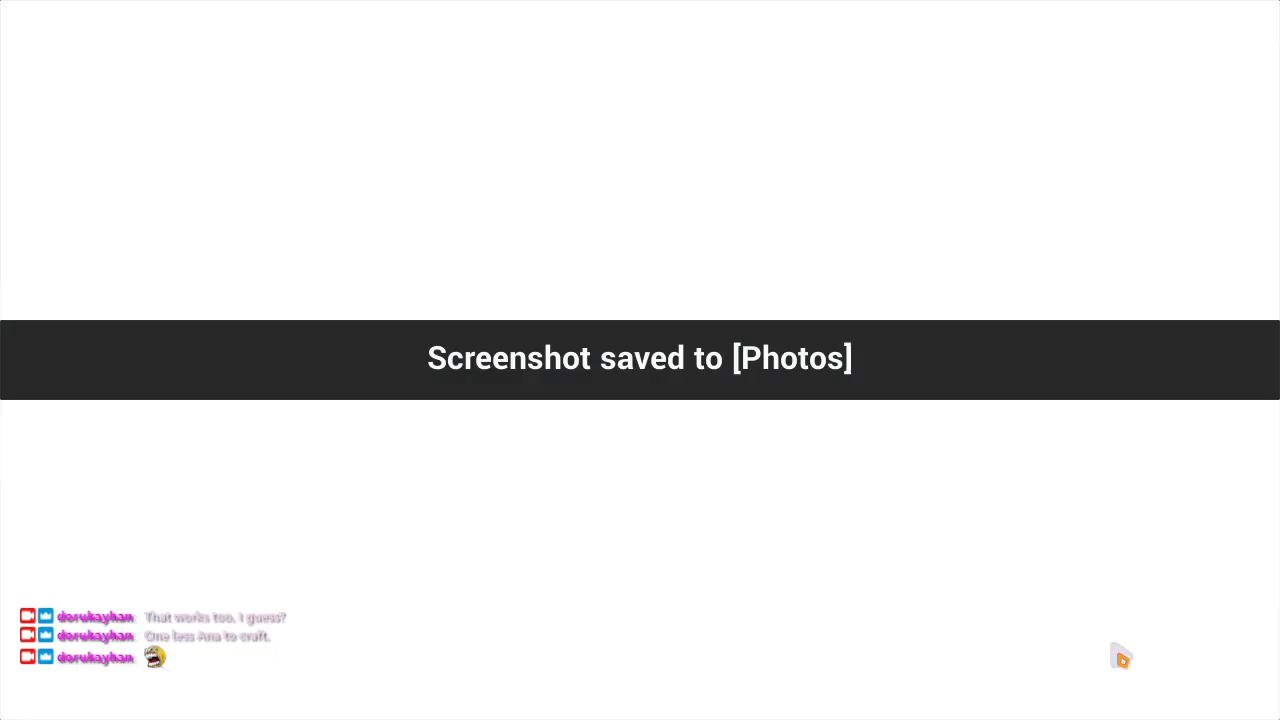 Screenshot saved to [Photos]
dorukayhan That works too, I guess?
dorukayhan One less Ana to craft.
dorukayhan